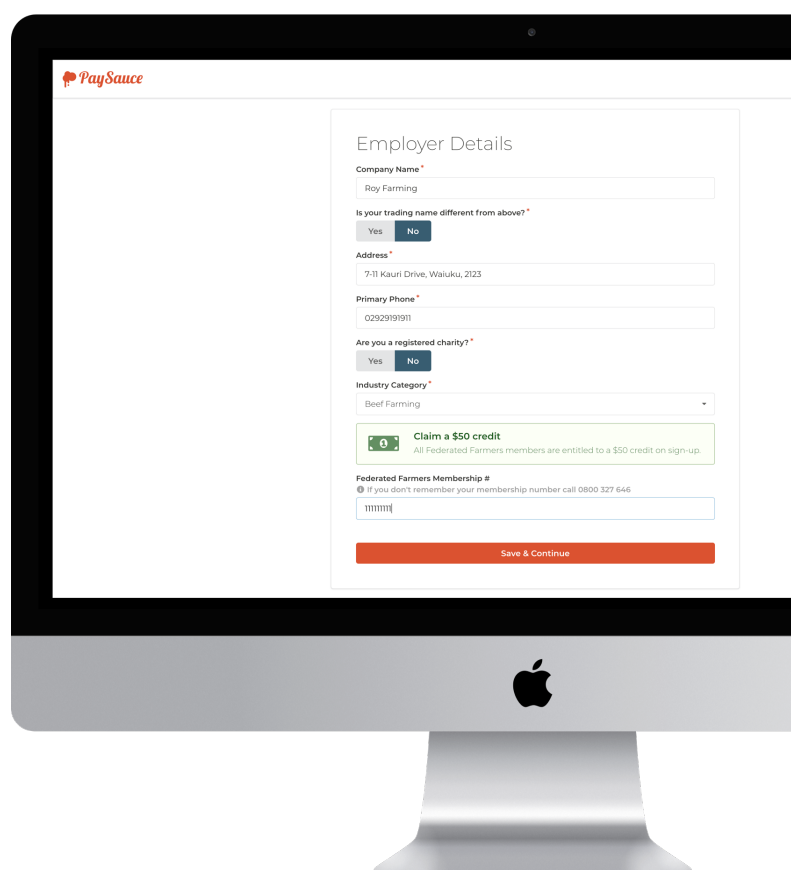 PaySauce
Employer Details
Company Name*
Roy Farming
Is your trading name different from above?*
Yes No
Address*
7-11 Kauri Drive, Waiuku, 2123
Primary Phone*
02929191911
Are you a registered charity?*
Yes No
Industry Category*
Beef Farming
Claim a $50 credit
All Federated Farmers members are entitled to a $50 credit on sign-up.
Federated Farmers Membership #
If you don't remember your membership number call 0800 327 646
111111111
Save & Continue